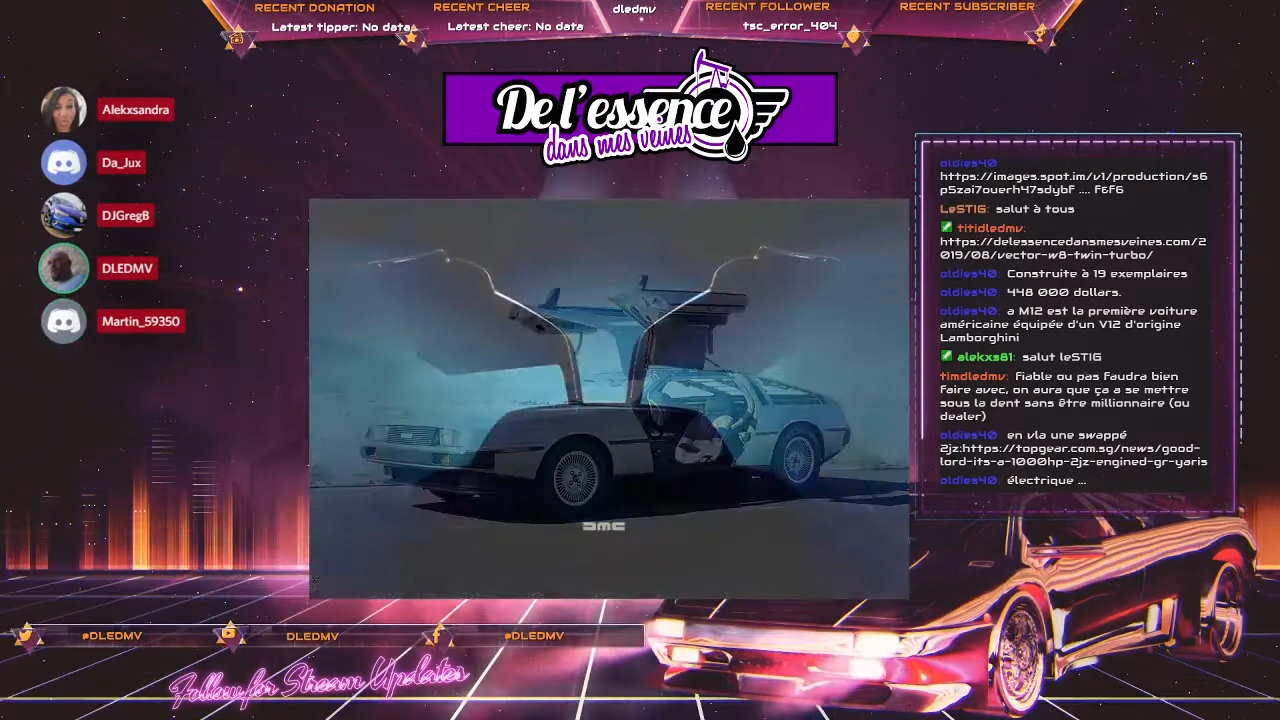 RECENT DONATION
RECENT CHEER
dledmv
RECENT FOLLOWER
RECENT SUBSCRIBER
Latest tipper: No data
Latest cheer: No data
tsc_error_404
De l'essence
dans mes veines
Alekxsandra
Da_Jux
DJGregB
DLEDMV
Martin_59350
oldies40:
https://images.spot.im/v1/production/s6
p5zai7ouerh47sdybf .... f&f6
LeSTIG: salut à tous
titidledmv:
https://delessencedansmesveines.com/2
019/08/vector-w8-twin-turbo/
oldies40: Construite à 19 exemplaires
oldies40: 448 000 dollars.
oldies40: a M12 est la première voiture
américaine équipée d'un V12 d'origine
Lamborghini
alekxs81: salut leSTIG
timdledmv: Fiable ou pas Faudra bien
faire avec, on aura que ça a se mettre
sous la dent sans être millionnaire (ou
dealer)
oldies40: en vla une swappé
2jz:https://topgear.com.sg/news/good-
lord-its-a-1000hp-2jz-engined-gr-yaris
oldies40: électrique ...
DMC
@DLEDMV
DLEDMV
@DLEDMV
Follow for Stream Updates